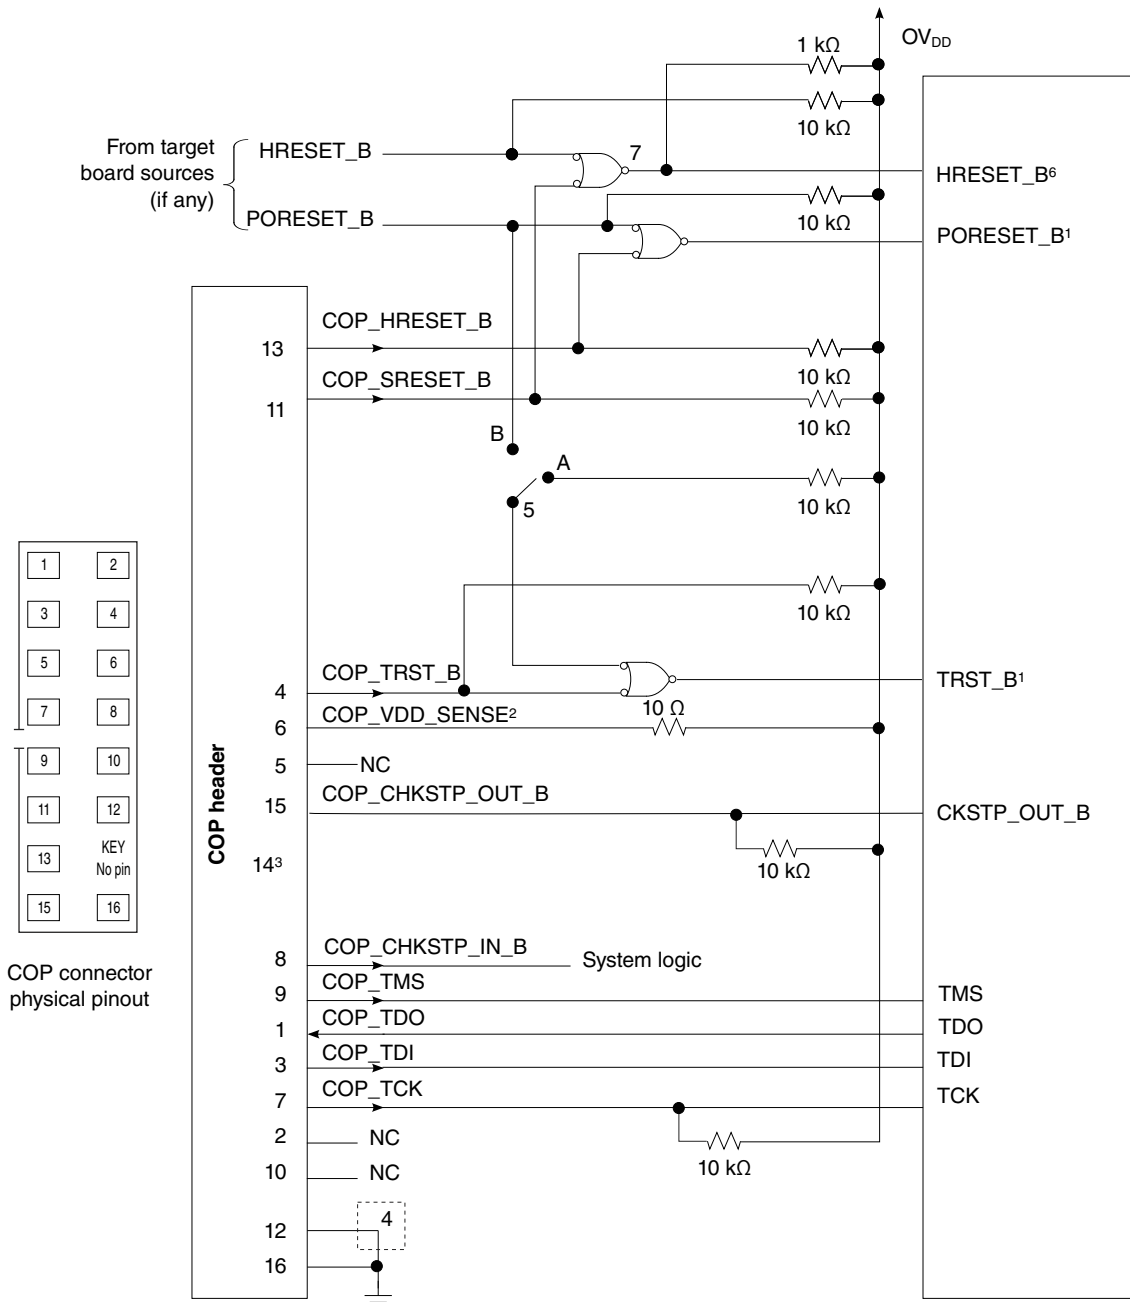 OVDD
1 kΩ
10 kΩ
From target
board sources
(if any)
HRESET_B
7
HRESET_B6
PORESET_B
10 kΩ
PORESET_B1
COP_HRESET_B
13
10 kΩ
COP_SRESET_B
11
10 kΩ
B
A
5
10 kΩ
10 kΩ
1
2
3
4
5
6
7
8
9
10
11
12
13
KEY
No pin
15
16
COP connector
physical pinout
COP header
COP_TRST_B
4
TRST_B1
10 Ω
COP_VDD_SENSE2
6
5
NC
COP_CHKSTP_OUT_B
15
CKSTP_OUT_B
10 kΩ
143
COP_CHKSTP_IN_B
8
System logic
COP_TMS
9
TMS
COP_TDO
1
TDO
COP_TDI
3
TDI
COP_TCK
7
TCK
10 kΩ
2
NC
10
NC
4
12
16